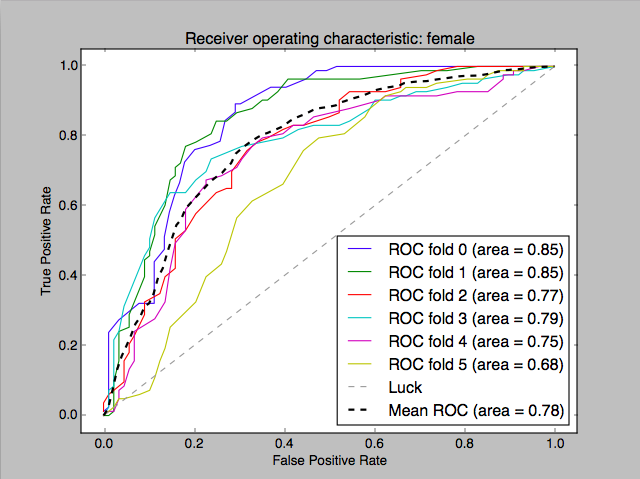 Receiver operating characteristic: female
True Positive Rate
1.0
0.8
0.6
0.4
0.2
0.0
ROC fold 0 (area = 0.85)
ROC fold 1 (area = 0.85)
ROC fold 2 (area = 0.77)
ROC fold 3 (area = 0.79)
ROC fold 4 (area = 0.75)
ROC fold 5 (area = 0.68)
Luck
Mean ROC (area = 0.78)
0.0 0.2 0.4 0.6 0.8 1.0
False Positive Rate